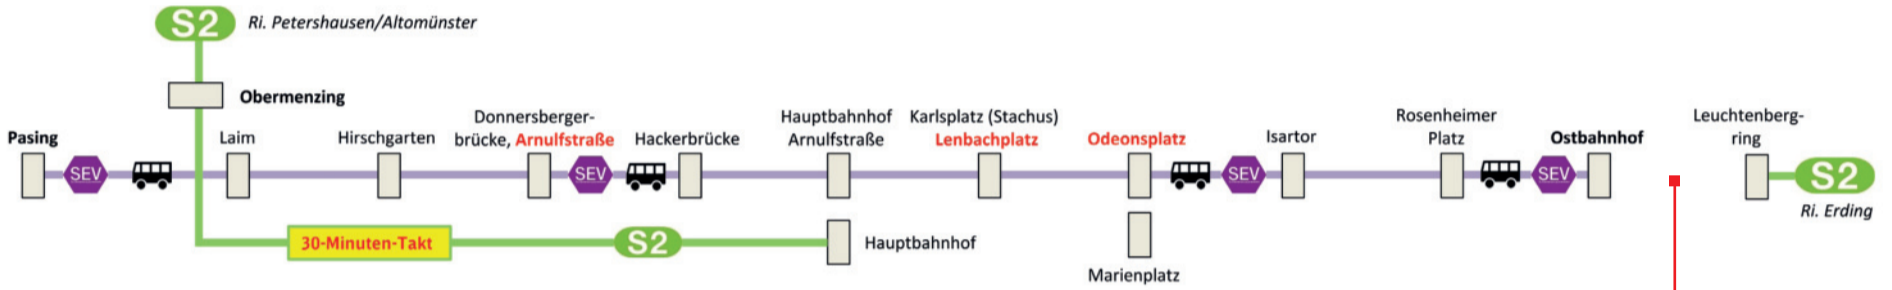 S2
Ri. Petershausen/Altomünster
Obermenzing
Pasing
SEV
Laim
Hirschgarten
Donnersberger-
brücke, Arnulfstraße
SEV
Hackerbrücke
Hauptbahnhof
Arnulfstraße
Karlsplatz (Stachus)
Lenbachplatz
Odeonsplatz
SEV
Isartor
Rosenheimer
Platz
SEV
Ostbahnhof
Leuchtenberg-
ring
S2
Ri. Erding
30-Minuten-Takt
S2
Hauptbahnhof
Marienplatz